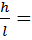 h/l =